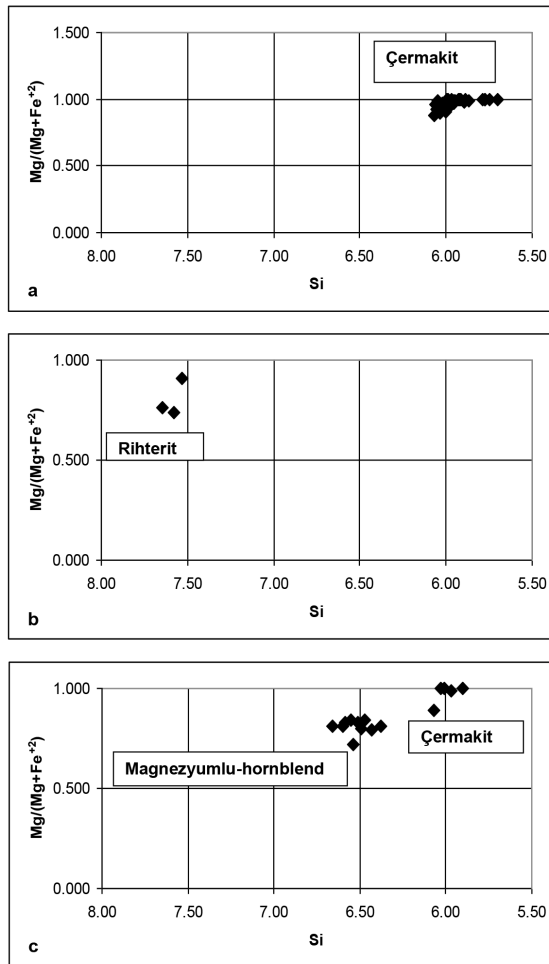 1.500
Çermakit
1.000
0.500
0.000
Mg/(Mg+Fe+2)
8.00 7.50 7.00 6.50 6.00 5.50
Si
a
1.000
0.500
Rihterit
0.000
Mg/(Mg+Fe+2)
8.00 7.50 7.00 6.50 6.00 5.50
Si
b
1.000
Çermakit
Magnezyumlu-hornblend
0.500
0.000
Mg/(Mg+Fe+2)
8.00 7.50 7.00 6.50 6.00 5.50
Si
c